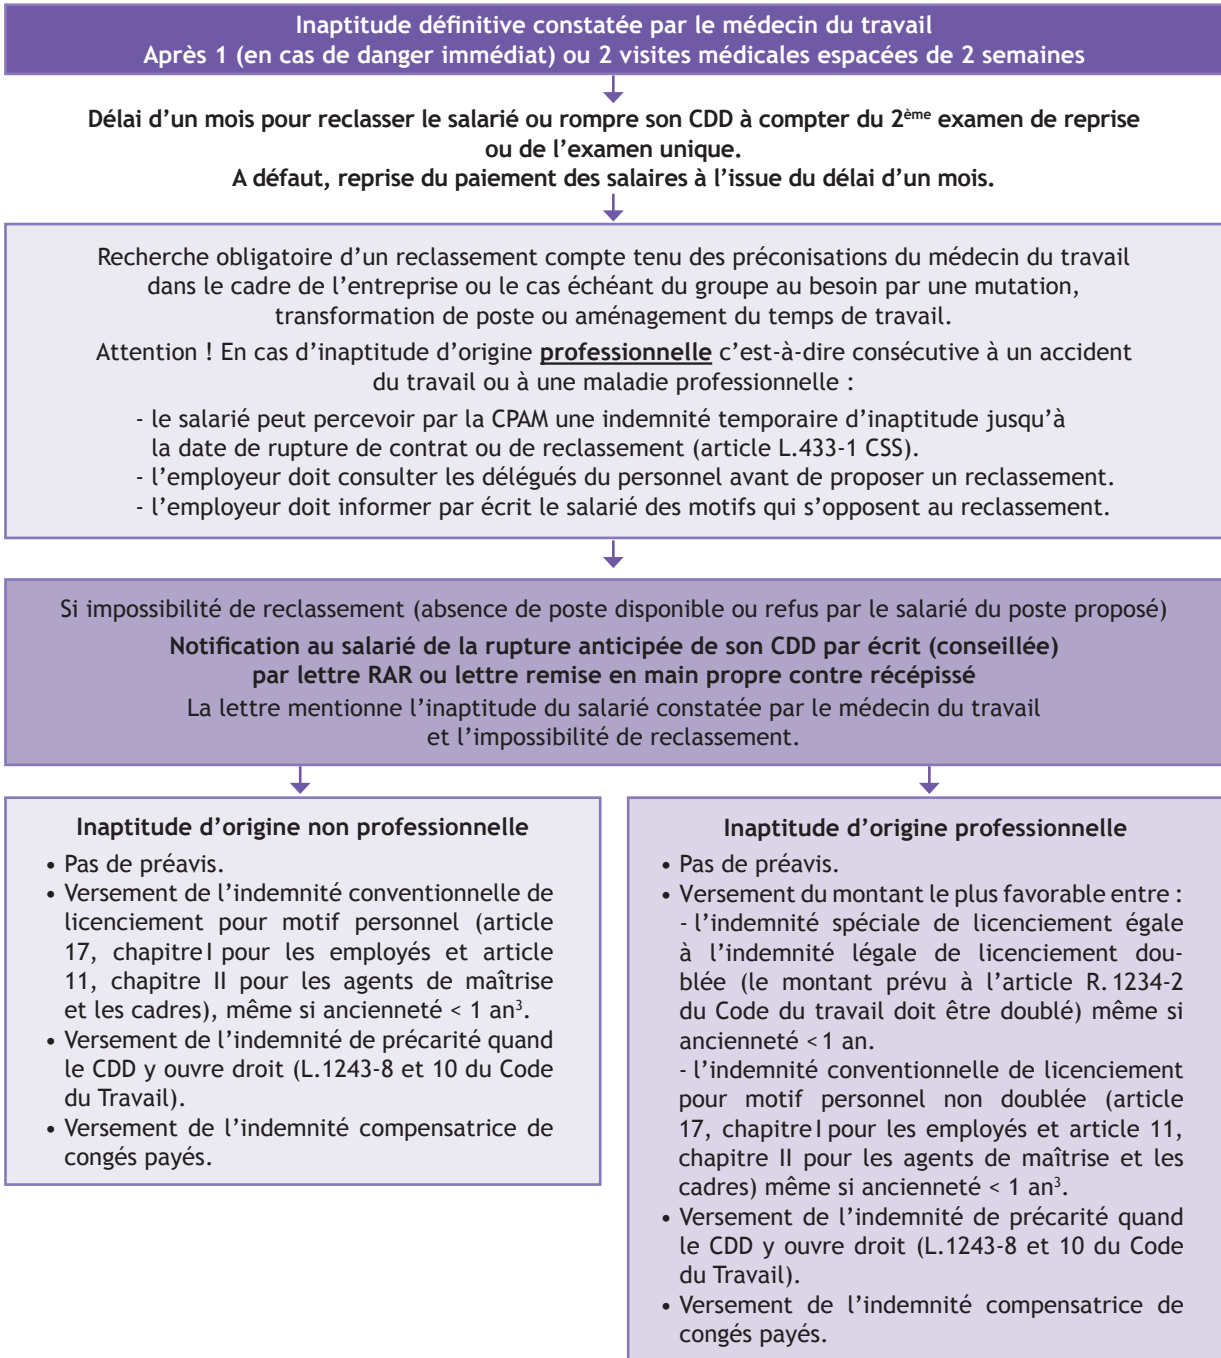 Inaptitude définitive constatée par le médecin du travail
Après 1 (en cas de danger immédiat) ou 2 visites médicales espacées de 2 semaines
Délai d'un mois pour reclasser le salarié ou rompre son CDD à compter du 2ème examen de reprise
ou de l'examen unique.
A défaut, reprise du paiement des salaires à l'issue du délai d'un mois.
Recherche obligatoire d'un reclassement compte tenu des préconisations du médecin du travail
dans le cadre de l'entreprise ou le cas échéant du groupe au besoin par une mutation,
transformation de poste ou aménagement du temps de travail.
Attention ! En cas d'inaptitude d'origine professionnelle c'est-à-dire consécutive à un accident
du travail ou à une maladie professionnelle :
- le salarié peut percevoir par la CPAM une indemnité temporaire d'inaptitude jusqu'à
la date de rupture de contrat ou de reclassement (article L.433-1 CSS).
- l'employeur doit consulter les délégués du personnel avant de proposer un reclassement.
- l'employeur doit informer par écrit le salarié des motifs qui s'opposent au reclassement.
Si impossibilité de reclassement (absence de poste disponible ou refus par le salarié du poste proposé)
Notification au salarié de la rupture anticipée de son CDD par écrit (conseillée)
par lettre RAR ou lettre remise en main propre contre récépissé
La lettre mentionne l'inaptitude du salarié constatée par le médecin du travail
et l'impossibilité de reclassement.
Inaptitude d'origine non professionnelle
• Pas de préavis.
• Versement de l'indemnité conventionnelle de
licenciement pour motif personnel (article
17, chapitre I pour les employés et article
11, chapitre II pour les agents de maîtrise
et les cadres), même si ancienneté < 1 an³.
• Versement de l'indemnité de précarité quand
le CDD y ouvre droit (L.1243-8 et 10 du Code
du Travail).
• Versement de l'indemnité compensatrice de
congés payés.
Inaptitude d'origine professionnelle
• Pas de préavis.
• Versement du montant le plus favorable entre :
- l'indemnité spéciale de licenciement égale
à l'indemnité légale de licenciement dou-
blée (le montant prévu à l'article R. 1234-2
du Code du travail doit être doublé) même si
ancienneté < 1 an.
- l'indemnité conventionnelle de licenciement
pour motif personnel non doublée (article
17, chapitre I pour les employés et article 11,
chapitre II pour les agents de maîtrise et les
cadres) même si ancienneté < 1 an³.
• Versement de l'indemnité de précarité quand
le CDD y ouvre droit (L.1243-8 et 10 du Code
du Travail).
• Versement de l'indemnité compensatrice de
congés payés.